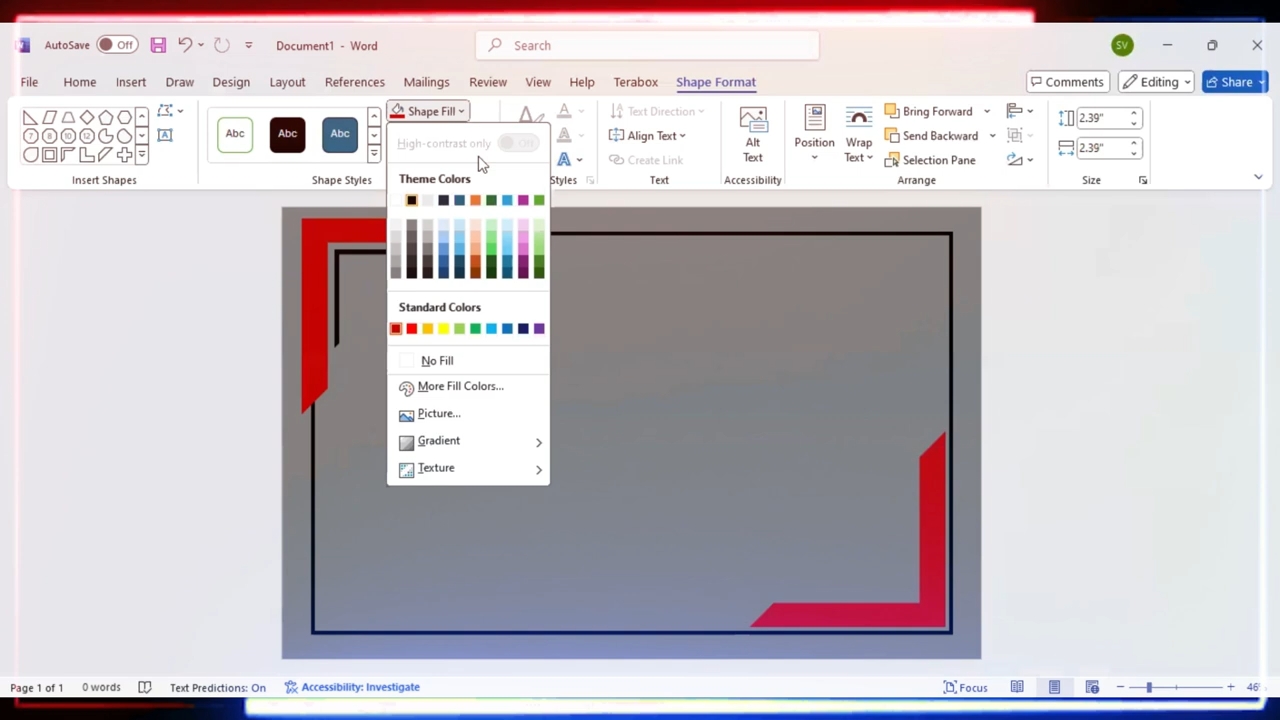 AutoSave Off Document1 - Word Search SV
File Home Insert Draw Design Layout References Mailings Review View Help Terabox Shape Format Comments Editing Share
Abc Abc Abc Shape Fill Text Direction Bring Forward 2.39"
Align Text Send Backward
Create Link Selection Pane 2.39"
Alt Text Position Wrap Text
Insert Shapes Shape Styles Styles Text Accessibility Arrange Size
High-contrast only Off
Theme Colors
Standard Colors
No Fill
More Fill Colors...
Picture...
Gradient
Texture
Page 1 of 1 0 words Text Predictions: On Accessibility: Investigate Focus